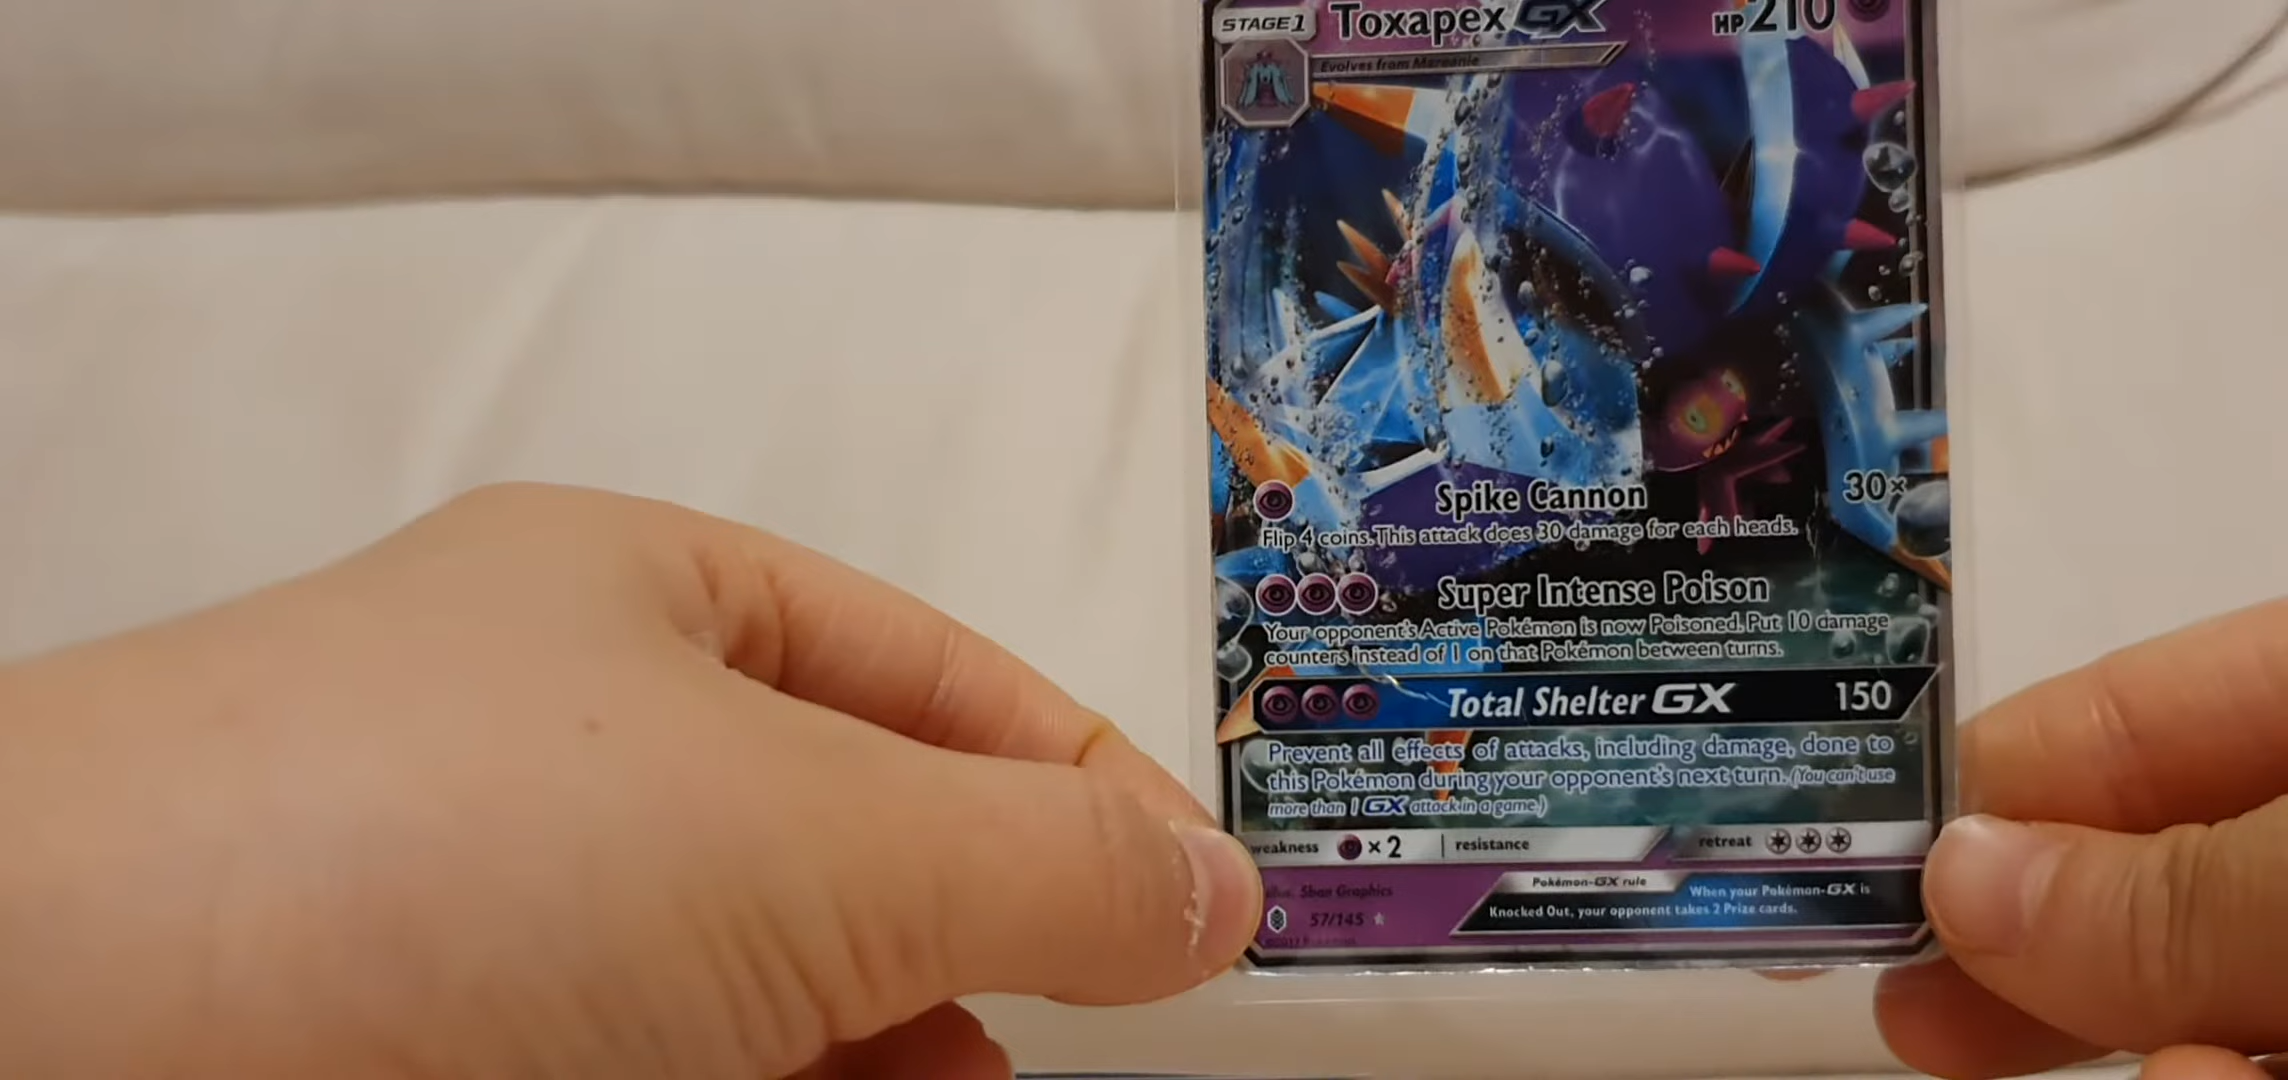 STAGE1 Toxapex GX HP210
Evolves from Mareanie
Spike Cannon 30×
Flip 4 coins. This attack does 30 damage for each heads.
Super Intense Poison
Your opponent's Active Pokémon is now Poisoned. Put 10 damage
counters instead of 1 on that Pokémon between turns.
Total Shelter GX 150
Prevent all effects of attacks, including damage, done to
this Pokémon during your opponent's next turn. (You can't use
more than 1 GX attack in a game.)
weakness ×2 resistance retreat
illus. 5ban Graphics
57/145
Pokémon-GX rule
When your Pokémon-GX is
Knocked Out, your opponent takes 2 Prize cards.